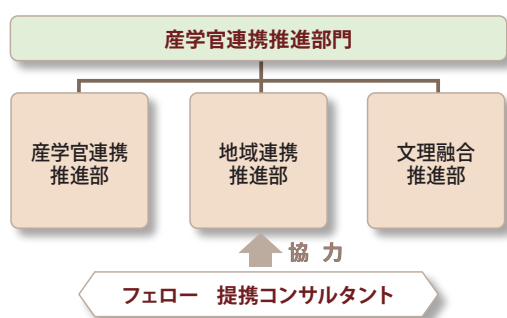 産学官連携推進部門
産学官連携
推進部
地域連携
推進部
文理融合
推進部
協 力
フェロー 提携コンサルタント